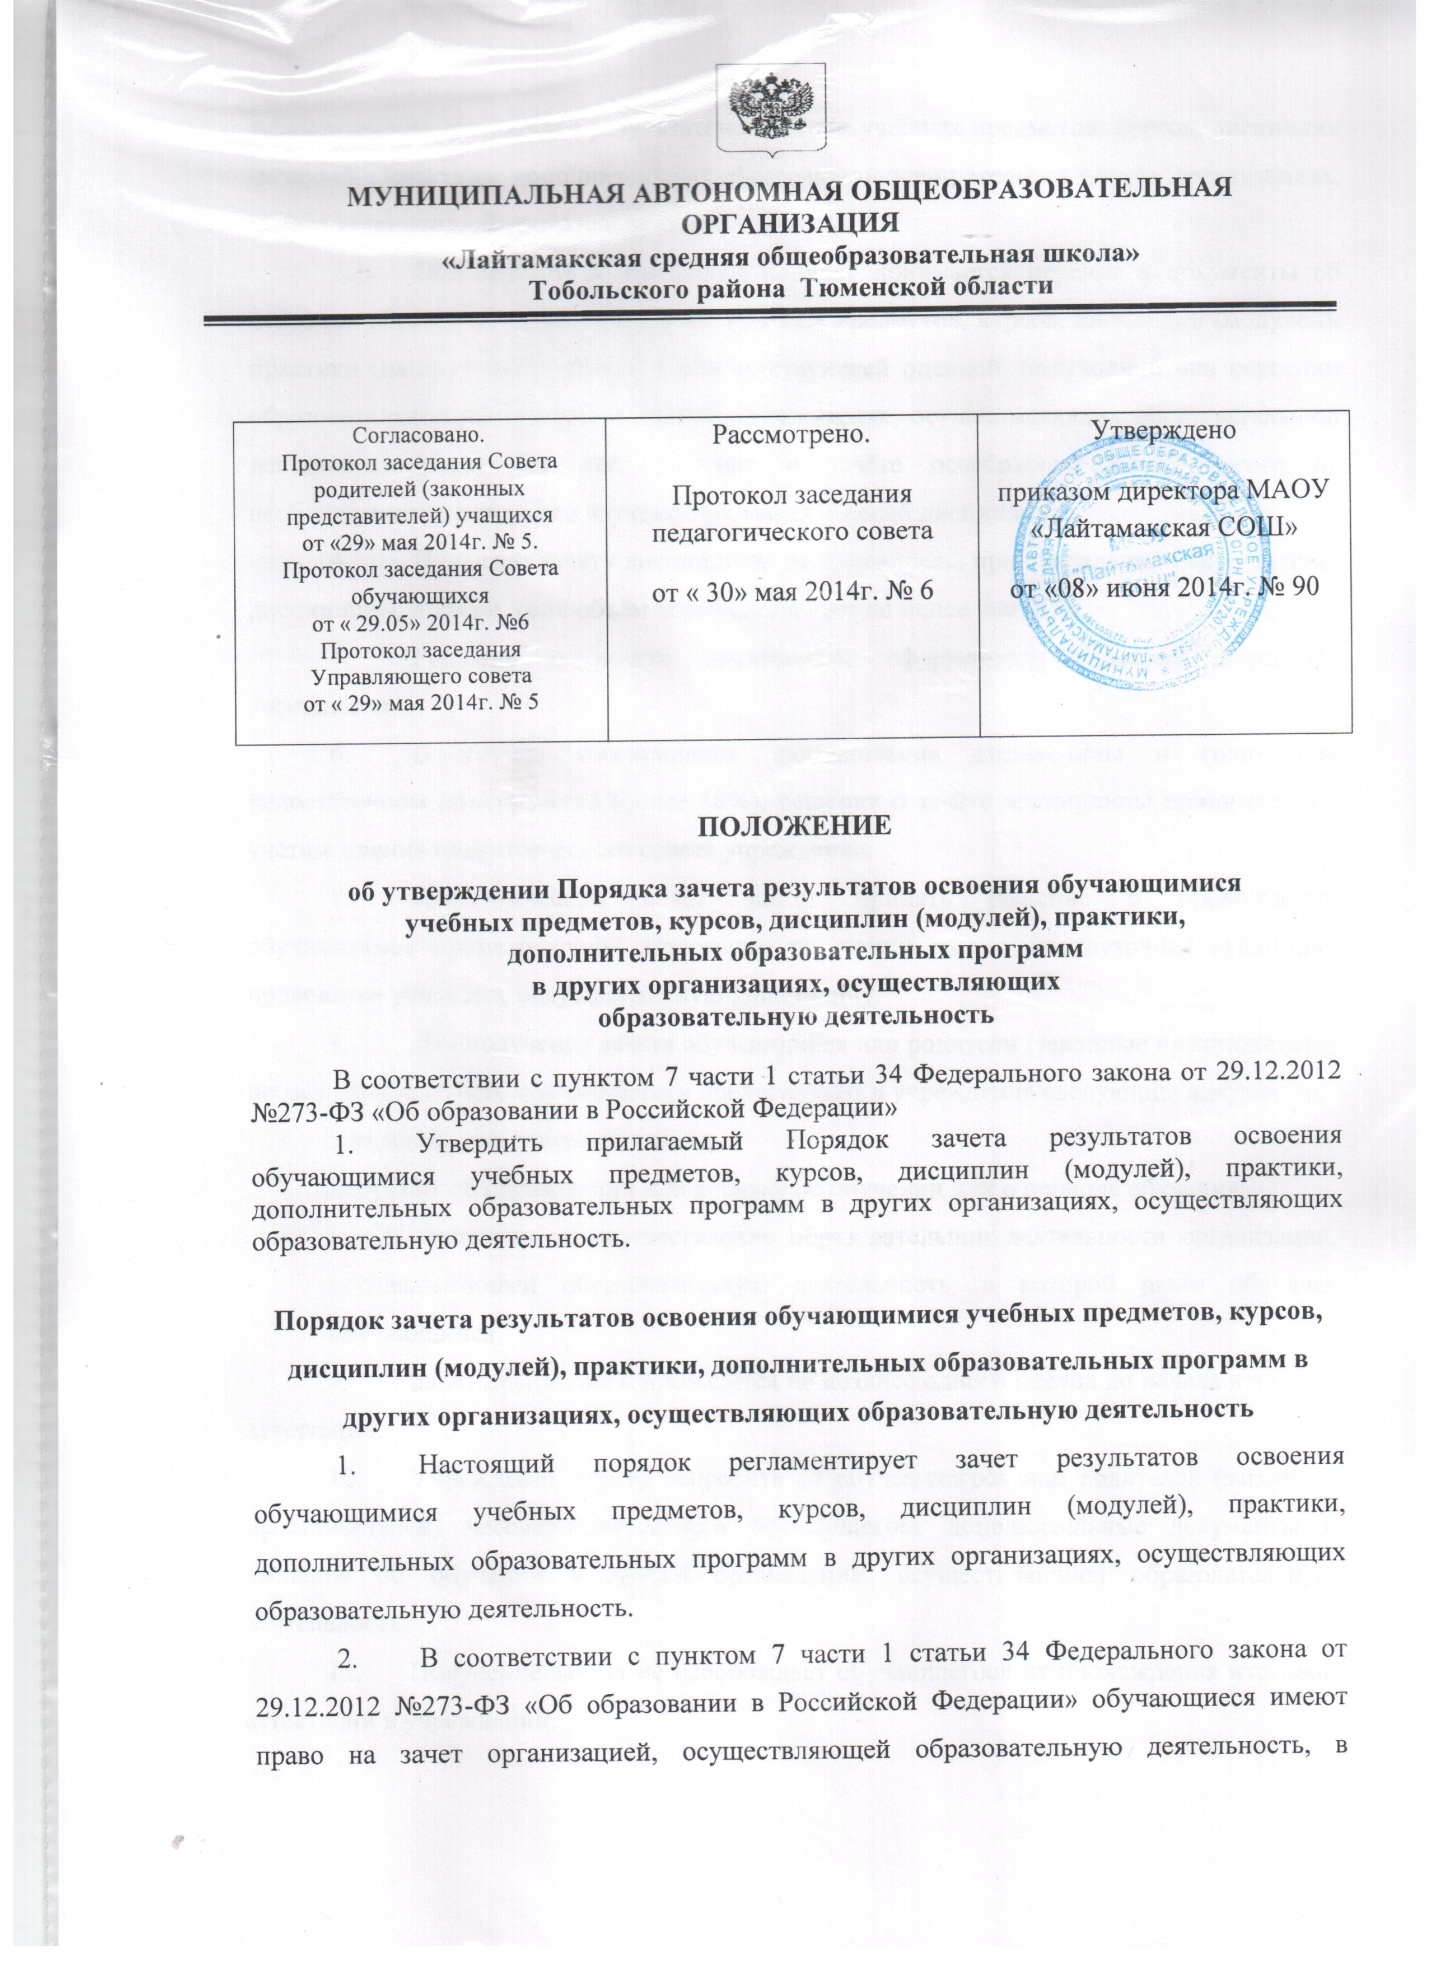 МУНИЦИПАЛЬНАЯ АВТОНОМНАЯ ОБЩЕОБРАЗОВАТЕЛЬНАЯ
ОРГАНИЗАЦИЯ
«Лайтамакская средняя общеобразовательная школа»
Тобольского района Тюменской области
Согласовано.
Протокол заседания Совета
родителей (законных
представителей) учащихся
от «29» мая 2014г. № 5.
Протокол заседания Совета
обучающихся
от « 29.05» 2014г. №6
Протокол заседания
Управляющего совета
от « 29» мая 2014г. № 5
Рассмотрено.
Протокол заседания
педагогического совета
от « 30» мая 2014г. № 6
Утверждено
приказом директора МАОУ
«Лайтамакская СОШ»
от «08» июня 2014г. № 90
МАОУ
"Лайтамакская
СОШ"
ПОЛОЖЕНИЕ
об утверждении Порядка зачета результатов освоения обучающимися
учебных предметов, курсов, дисциплин (модулей), практики,
дополнительных образовательных программ
в других организациях, осуществляющих
образовательную деятельность
В соответствии с пунктом 7 части 1 статьи 34 Федерального закона от 29.12.2012
№273-ФЗ «Об образовании в Российской Федерации»
1. Утвердить прилагаемый Порядок зачета результатов освоения
обучающимися учебных предметов, курсов, дисциплин (модулей), практики,
дополнительных образовательных программ в других организациях, осуществляющих
образовательную деятельность.
Порядок зачета результатов освоения обучающимися учебных предметов, курсов,
дисциплин (модулей), практики, дополнительных образовательных программ в
других организациях, осуществляющих образовательную деятельность
1. Настоящий порядок регламентирует зачет результатов освоения
обучающимися учебных предметов, курсов, дисциплин (модулей), практики,
дополнительных образовательных программ в других организациях, осуществляющих
образовательную деятельность.
2. В соответствии с пунктом 7 части 1 статьи 34 Федерального закона от
29.12.2012 №273-ФЗ «Об образовании в Российской Федерации» обучающиеся имеют
право на зачет организацией, осуществляющей образовательную деятельность, в